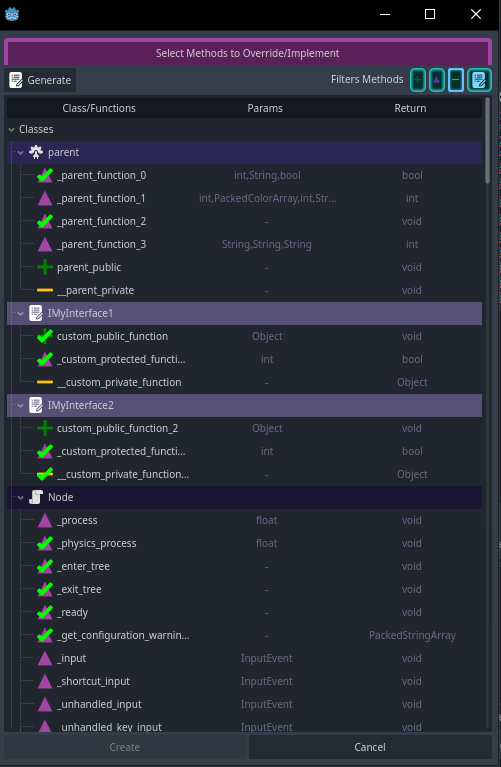 Select Methods to Override/Implement
Generate Filters Methods
Class/Functions Params Return
Classes
parent
_parent_function_0 int,String,bool bool
_parent_function_1 int,PackedColorArray,int,Str... int
_parent_function_2 - void
_parent_function_3 String,String,String int
parent_public - void
__parent_private - void
IMyInterface1
custom_public_function Object void
_custom_protected_functi... int bool
__custom_private_function - Object
IMyInterface2
custom_public_function_2 Object void
_custom_protected_functi... int bool
__custom_private_function... - Object
Node
_process float void
_physics_process float void
_enter_tree - void
_exit_tree - void
_ready - void
_get_configuration_warnin... - PackedStringArray
_input InputEvent void
_shortcut_input InputEvent void
_unhandled_input InputEvent void
_unhandled_key_input InputEvent void
Create Cancel